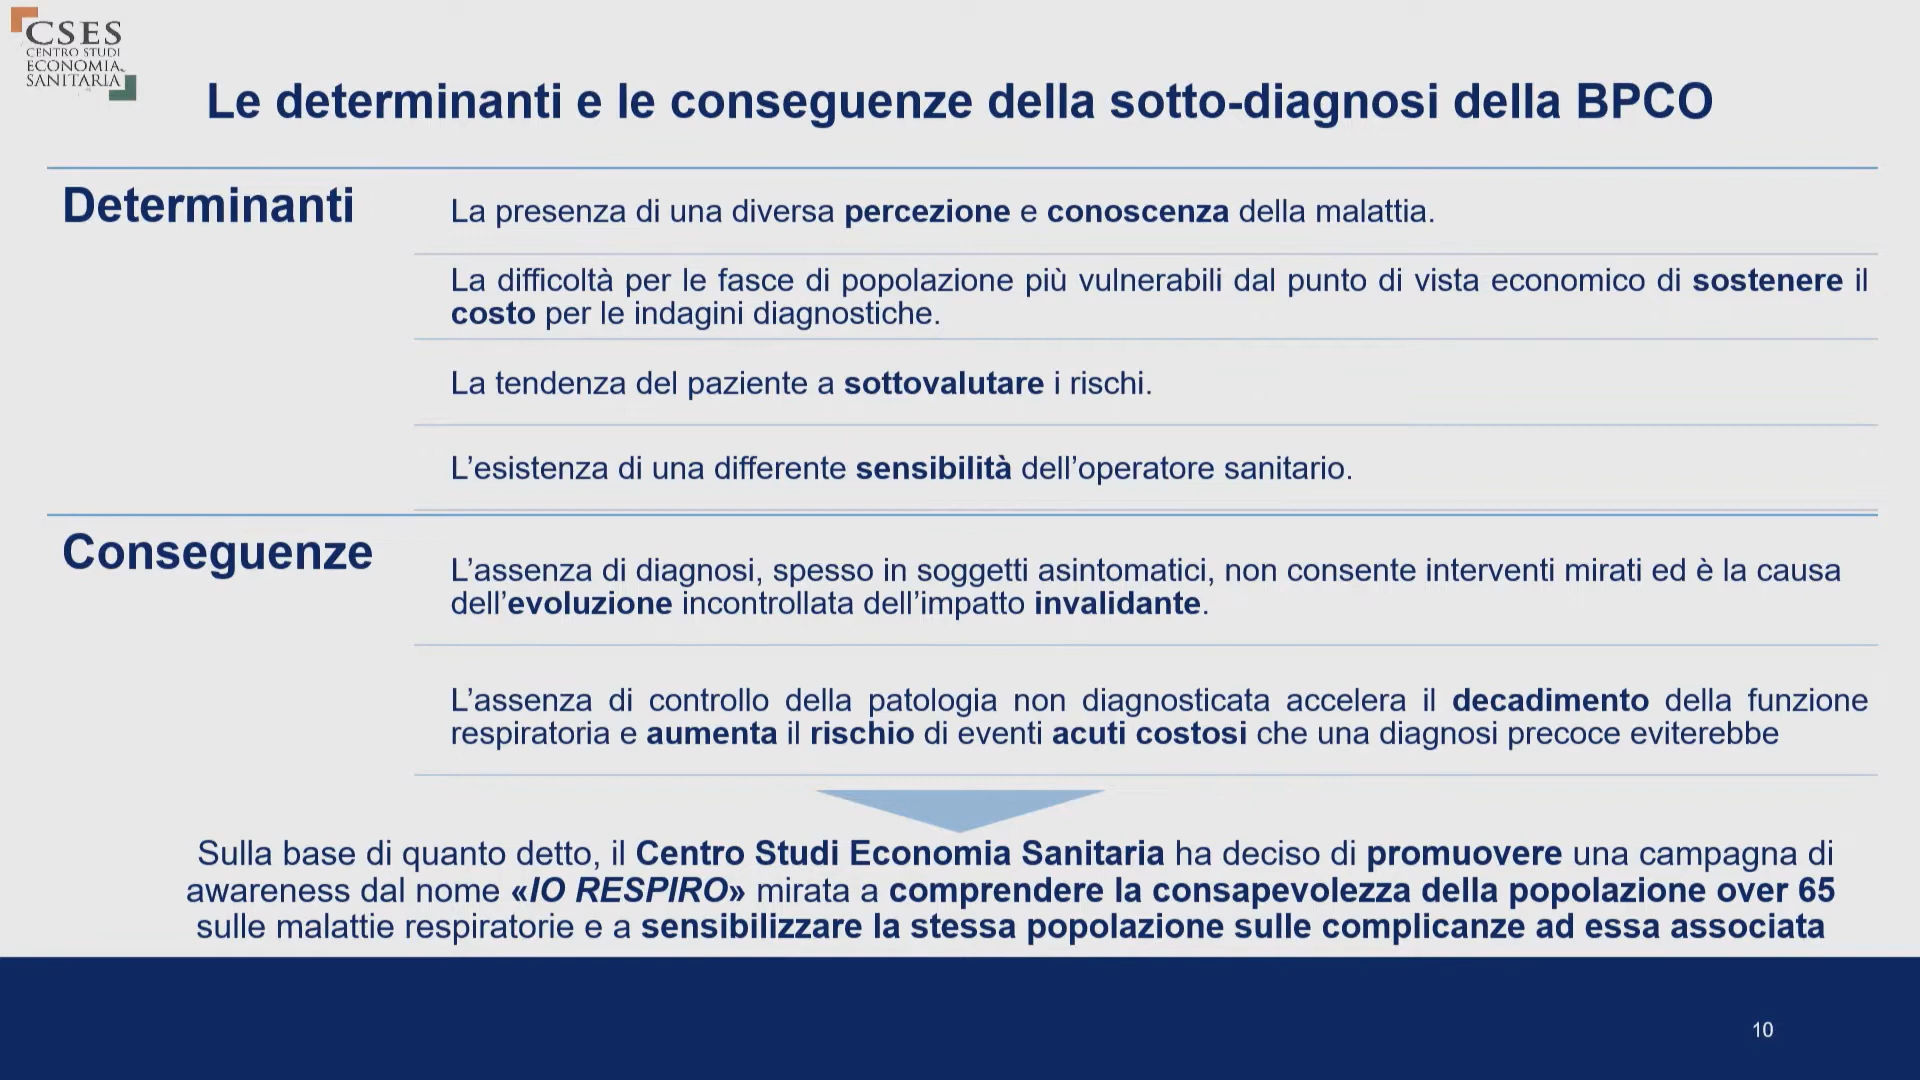 CSES
CENTRO STUDI
ECONOMIA
SANITARIA
Le determinanti e le conseguenze della sotto-diagnosi della BPCO
Determinanti
La presenza di una diversa percezione e conoscenza della malattia.
La difficoltà per le fasce di popolazione più vulnerabili dal punto di vista economico di sostenere il
costo per le indagini diagnostiche.
La tendenza del paziente a sottovalutare i rischi.
L’esistenza di una differente sensibilità dell’operatore sanitario.
Conseguenze
L’assenza di diagnosi, spesso in soggetti asintomatici, non consente interventi mirati ed è la causa
dell’evoluzione incontrollata dell’impatto invalidante.
L’assenza di controllo della patologia non diagnosticata accelera il decadimento della funzione
respiratoria e aumenta il rischio di eventi acuti costosi che una diagnosi precoce eviterebbe
Sulla base di quanto detto, il Centro Studi Economia Sanitaria ha deciso di promuovere una campagna di
awareness dal nome «IO RESPIRO» mirata a comprendere la consapevolezza della popolazione over 65
sulle malattie respiratorie e a sensibilizzare la stessa popolazione sulle complicanze ad essa associata
10